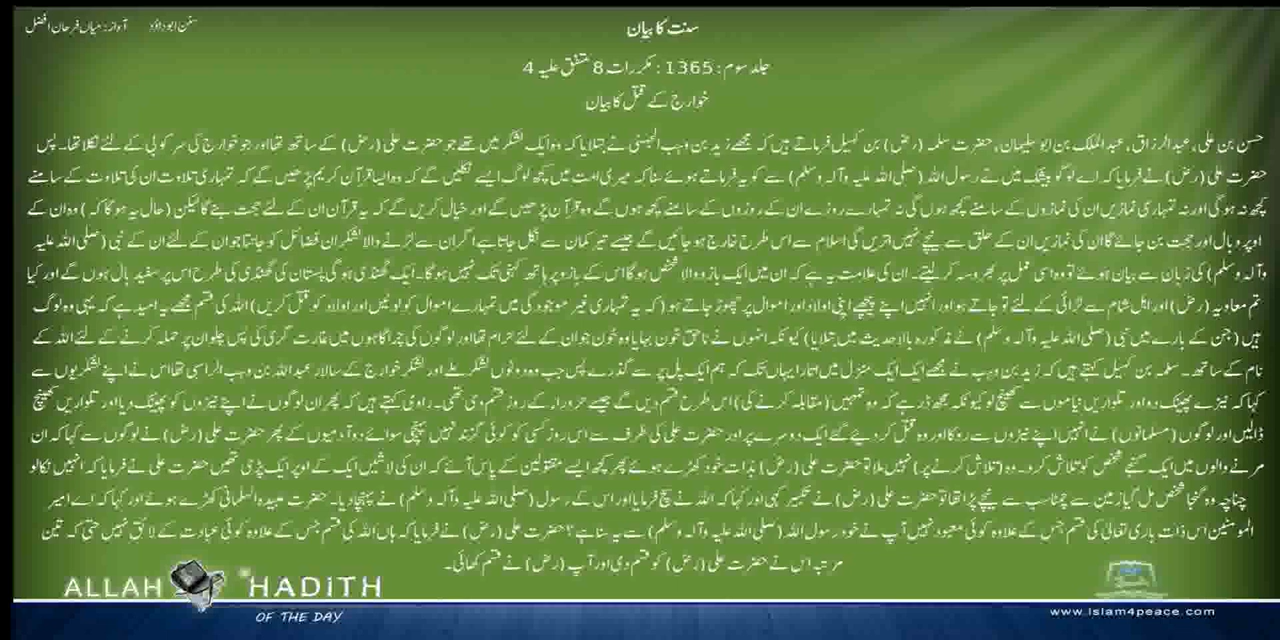 سنن ابوداؤد آواز: میاں فرحان افضل
سنت کا بیان
جلد سوم: 1365: مکررات 8 متفق علیہ 4
خوارج کے قتل کا بیان
حسن بن علی، عبدالرزاق، عبدالملک بن ابوسلیمان، حضرت سلمہ (رض) بن کہیل فرماتے ہیں کہ مجھے زید بن وہب الجہنی نے بتلایا کہ وہ ایک لشکر میں تھے جو حضرت علی (رض) کے ساتھ تھا اور جو خوارج کی سرکوبی کے لئے نکلا تھا۔ پس
حضرت علی (رض) نے فرمایا کہ اے لوگو بیشک میں نے رسول اللہ (صلی اللہ علیہ وآلہ وسلم) سے کو یہ فرماتے ہوئے سنا کہ میری امت میں کچھ لوگ ایسے نکلیں گے کہ وہ ایسا قرآن کریم پڑھیں گے کہ تمہاری تلاوت ان کی تلاوت کے سامنے
کچھ نہ ہوگی اور نہ تمہاری نمازیں ان کی نمازوں کے سامنے کچھ ہوں گی نہ تمہارے روزے ان کے روزوں کے سامنے کچھ ہوں گے وہ قرآن پڑھیں گے اور خیال کریں گے کہ یہ قرآن ان کے لئے حجت بنے گا لیکن (حال یہ ہوگا کہ) وہ ان کے
اوپر وبال اور حجت بن جائے گا ان کی نمازیں ان کے حلق سے نیچے نہیں اتریں گی اسلام سے اس طرح خارج ہو جائیں گے جیسے تیر کمان سے نکل جاتا ہے اگر ان سے لڑنے والا لشکر ان فضائل کو جانتا جو ان کے لئے ان کے نبی (صلی اللہ علیہ
وآلہ وسلم) کی زبان سے بیان ہوئے تو وہ اسی عمل پر بھروسہ کر لیتے۔ ان کی علامت یہ ہے کہ ان میں ایک بازو والا شخص ہوگا اس کے بازو پر ہاتھ کہنی تک نہیں ہوگا۔ ایک گھنڈی ہوگی پستان کی گھنڈی کی طرح اس پر سفید بال ہوں گے اور کیا
تم معاویہ (رض) اور اہل شام سے لڑائی کے لئے تو جاتے ہو اور انہیں اپنے پیچھے اپنی اولاد اور اموال پر چھوڑ جاتے ہو (کہ یہ تمہاری غیر موجودگی میں تمہارے اموال کو لوٹیں اور اولاد کو قتل کریں) اللہ کی قسم مجھے یہ امید ہے کہ یہی وہ لوگ
ہیں (جن کے بارے میں نبی (صلی اللہ علیہ وآلہ وسلم) نے مذکورہ بالا حدیث میں بتلایا) کیونکہ انہوں نے ناحق خون بہایا وہ خون جو ان کے لئے حرام تھا اور لوگوں کی چراگاہوں میں غارت گری کی پس چلو ان پر حملہ کرنے کے لئے اللہ کے
نام کے ساتھ۔ سلمہ بن کہیل کہتے ہیں کہ زید بن وہب نے مجھے ایک ایک منزل میں اتارا یہاں تک کہ ہم ایک پل پر سے گذرے پس جب وہ دونوں لشکر ملے اور لشکر خوارج کے سالار عبداللہ بن وہب الراسبی تھا اس نے اپنے لشکریوں سے
کہا کہ نیزے پھینک دو اور تلواریں نیاموں سے کھینچ لو کیونکہ مجھے ڈر ہے کہ وہ تمہیں (مقابلہ کرنے کی) اس طرح قسم دیں گے جیسے حروراء کے روز قسم دی تھی۔ راوی کہتے ہیں کہ پھر ان لوگوں نے اپنے نیزوں کو پھینک دیا اور تلواریں کھینچ
ڈالیں اور لوگوں (مسلمانوں) نے انہیں اپنے نیزوں سے روکا اور وہ قتل کر دیے گئے ایک دوسرے پر اور حضرت علی کی طرف سے اس روز کسی کو کوئی گزند نہیں پہنچی سوائے دو آدمیوں کے پھر حضرت علی (رض) نے لوگوں سے کہا کہ ان
مرنے والوں میں ایک گنجے شخص کو تلاش کرو۔ وہ (تلاش کرنے پر) نہیں ملا تو حضرت علی (رض) بذات خود کھڑے ہوئے پھر کچھ ایسے مقتولین کے پاس آئے کہ ان کی لاشیں ایک کے اوپر ایک پڑی تھیں حضرت علی نے فرمایا کہ انہیں نکالو
چناچہ وہ گنجا شخص مل گیا زمین سے چمٹا سب سے نیچے پڑا تھا تو حضرت علی (رض) نے تکبیر کہی اور کہا کہ اللہ نے سچ فرمایا اور اس کے رسول (صلی اللہ علیہ وآلہ وسلم) نے پہنچا دیا۔ حضرت عبیدہ السلمانی کھڑے ہوئے اور کہا کہ اے امیر
المومنین اس ذات باری تعالیٰ کی قسم جس کے علاوہ کوئی معبود نہیں آپ نے خود رسول اللہ (صلی اللہ علیہ وآلہ وسلم) سے یہ سنا ہے؟ حضرت علی (رض) نے فرمایا کہ ہاں اللہ کی قسم جس کے علاوہ کوئی عبادت کے لائق نہیں حتی کہ تین
مرتبہ اس نے حضرت علی (رض) کو قسم دی اور آپ (رض) نے قسم کھائی۔
ALLAH HADITH
OF THE DAY
www.islam4peace.com